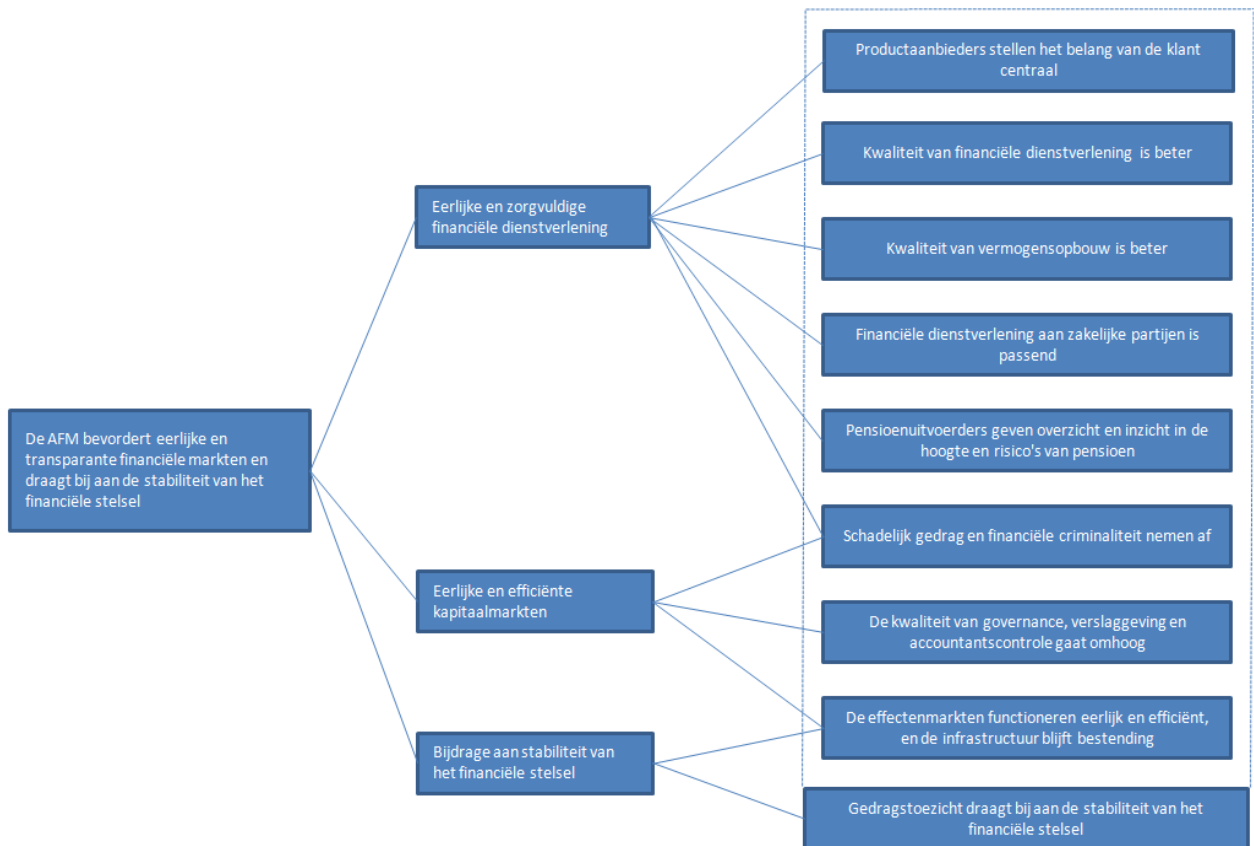 Productaanbieders stellen het belang van de klant
centraal
Kwaliteit van financiële dienstverlening is beter
Eerlijke en zorgvuldige
financiële dienstverlening
Kwaliteit van vermogensopbouw is beter
Financiële dienstverlening aan zakelijke partijen is
passend
De AFM bevordert eerlijke en
transparante financiële markten en
draagt bij aan de stabiliteit van het
financiële stelsel
Pensioenuitvoerders geven overzicht en inzicht in de
hoogte en risico's van pensioen
Schadelijk gedrag en financiële criminaliteit nemen af
Eerlijke en efficiënte
kapitaalmarkten
De kwaliteit van governance, verslaggeving en
accountantscontrole gaat omhoog
De effectenmarkten functioneren eerlijk en efficiënt,
en de infrastructuur blijft bestending
Bijdrage aan stabiliteit van
het financiële stelsel
Gedragstoezicht draagt bij aan de stabiliteit van het
financiële stelsel